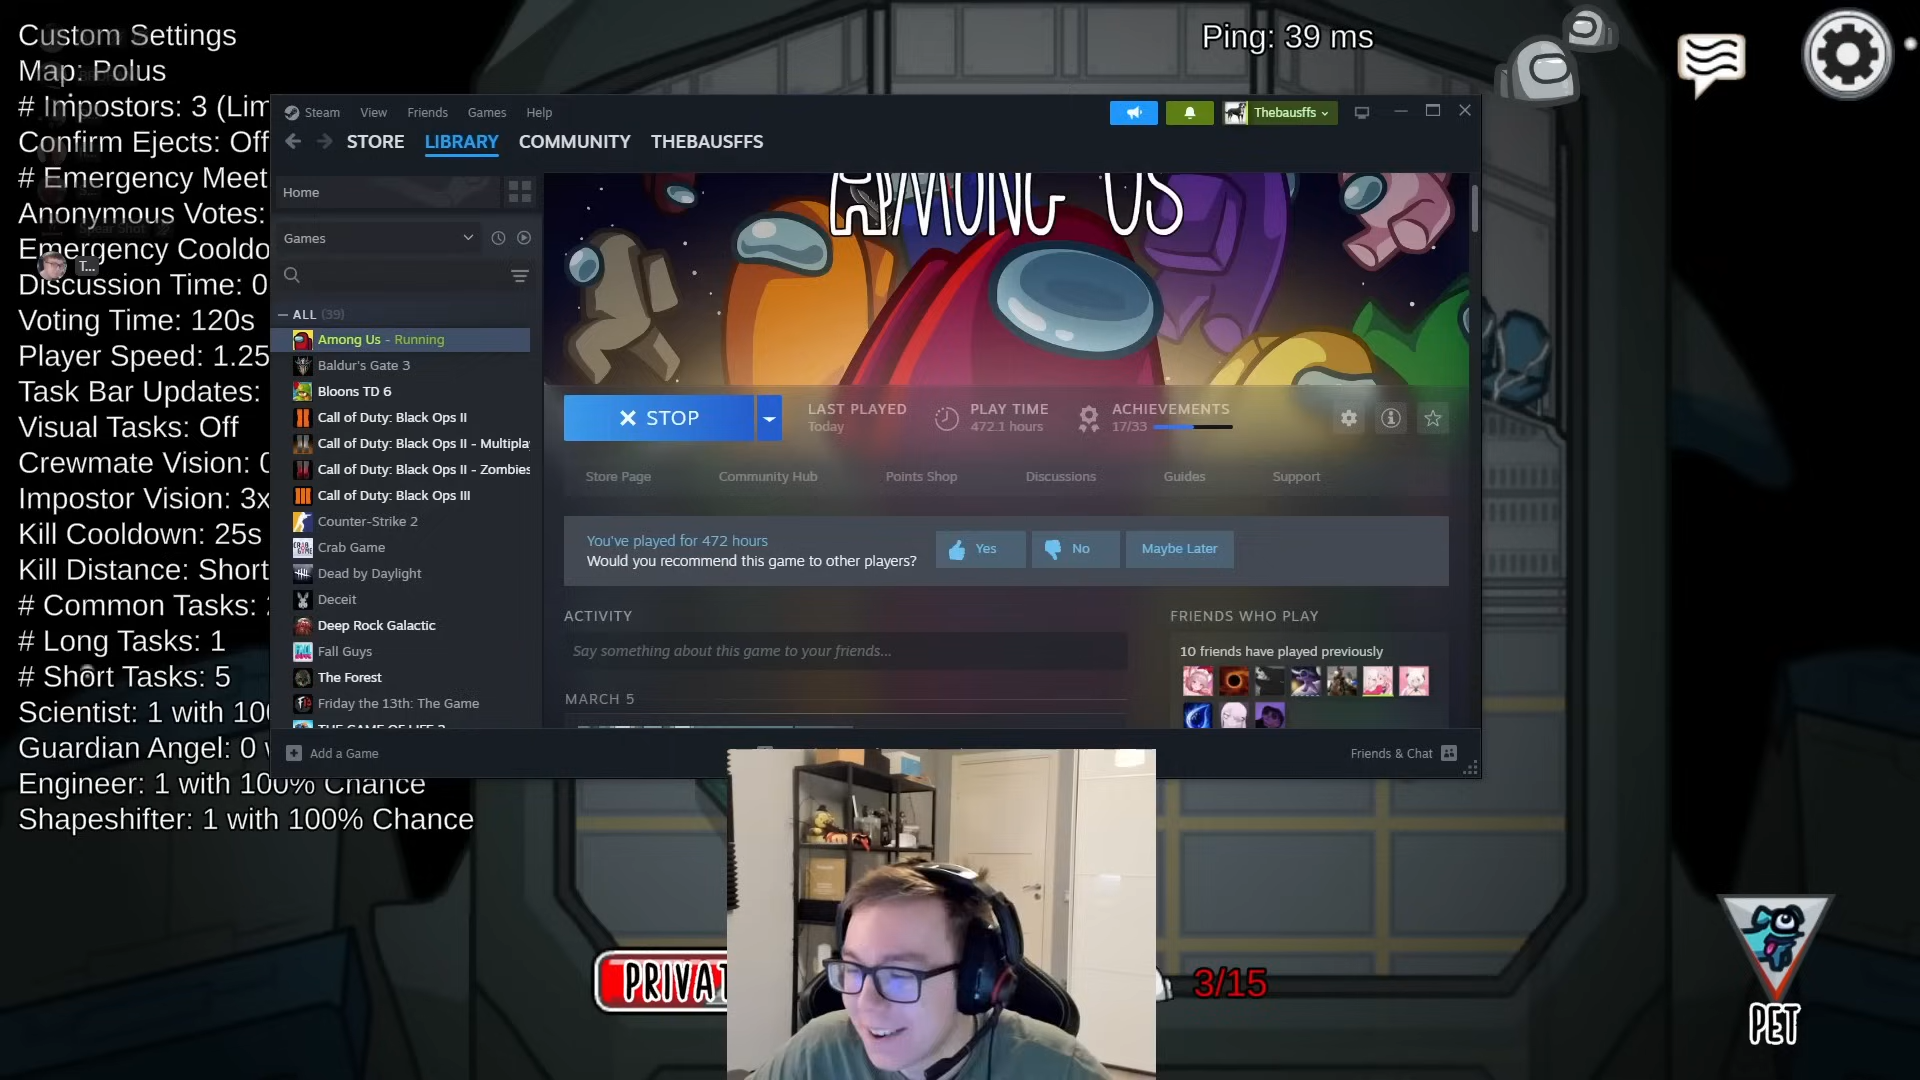 Custom Settings
Map: Polus
# Impostors: 3 (Lim
Confirm Ejects: Off
# Emergency Meet
Anonymous Votes:
Spear Shot
Emergency Cooldo
T...
Discussion Time: 0
Voting Time: 120s
Player Speed: 1.25
Task Bar Updates:
Visual Tasks: Off
Crewmate Vision: 0
Impostor Vision: 3x
Kill Cooldown: 25s
Kill Distance: Short
# Common Tasks:
# Long Tasks: 1
# Short Tasks: 5
Scientist: 1 with 10
Guardian Angel: 0
Engineer: 1 with 100% Chance
Shapeshifter: 1 with 100% Chance
Ping: 39 ms
Steam View Friends Games Help
Thebausffs
STORE LIBRARY COMMUNITY THEBAUSFFS
Home
Games
ALL (39)
Among Us - Running
Baldur's Gate 3
Bloons TD 6
Call of Duty: Black Ops II
Call of Duty: Black Ops II - Multipla
Call of Duty: Black Ops II - Zombies
Call of Duty: Black Ops III
Counter-Strike 2
Crab Game
Dead by Daylight
Deceit
Deep Rock Galactic
Fall Guys
The Forest
Friday the 13th: The Game
THE GAME OF LIFE 2
Add a Game
AMONG US
STOP
LAST PLAYED
Today
PLAY TIME
472.1 hours
ACHIEVEMENTS
17/33
Store Page Community Hub Points Shop Discussions Guides Support
You've played for 472 hours
Would you recommend this game to other players?
Yes No Maybe Later
ACTIVITY
Say something about this game to your friends...
MARCH 5
FRIENDS WHO PLAY
10 friends have played previously
Friends & Chat
PRIVAT
3/15
PET